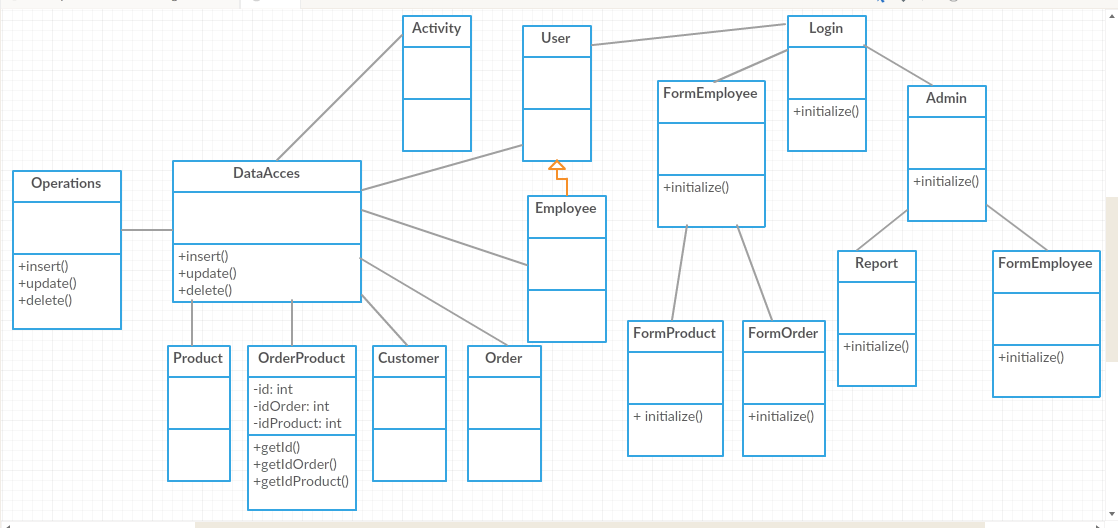 Activity
User
Login
+initialize()
FormEmployee
+initialize()
Admin
+initialize()
Operations
+insert()
+update()
+delete()
DataAcces
+insert()
+update()
+delete()
Employee
Report
+initialize()
FormEmployee
+initialize()
Product
OrderProduct
-id: int
-idOrder: int
-idProduct: int
+getId()
+getIdOrder()
+getIdProduct()
Customer
Order
FormProduct
+ initialize()
FormOrder
+initialize()